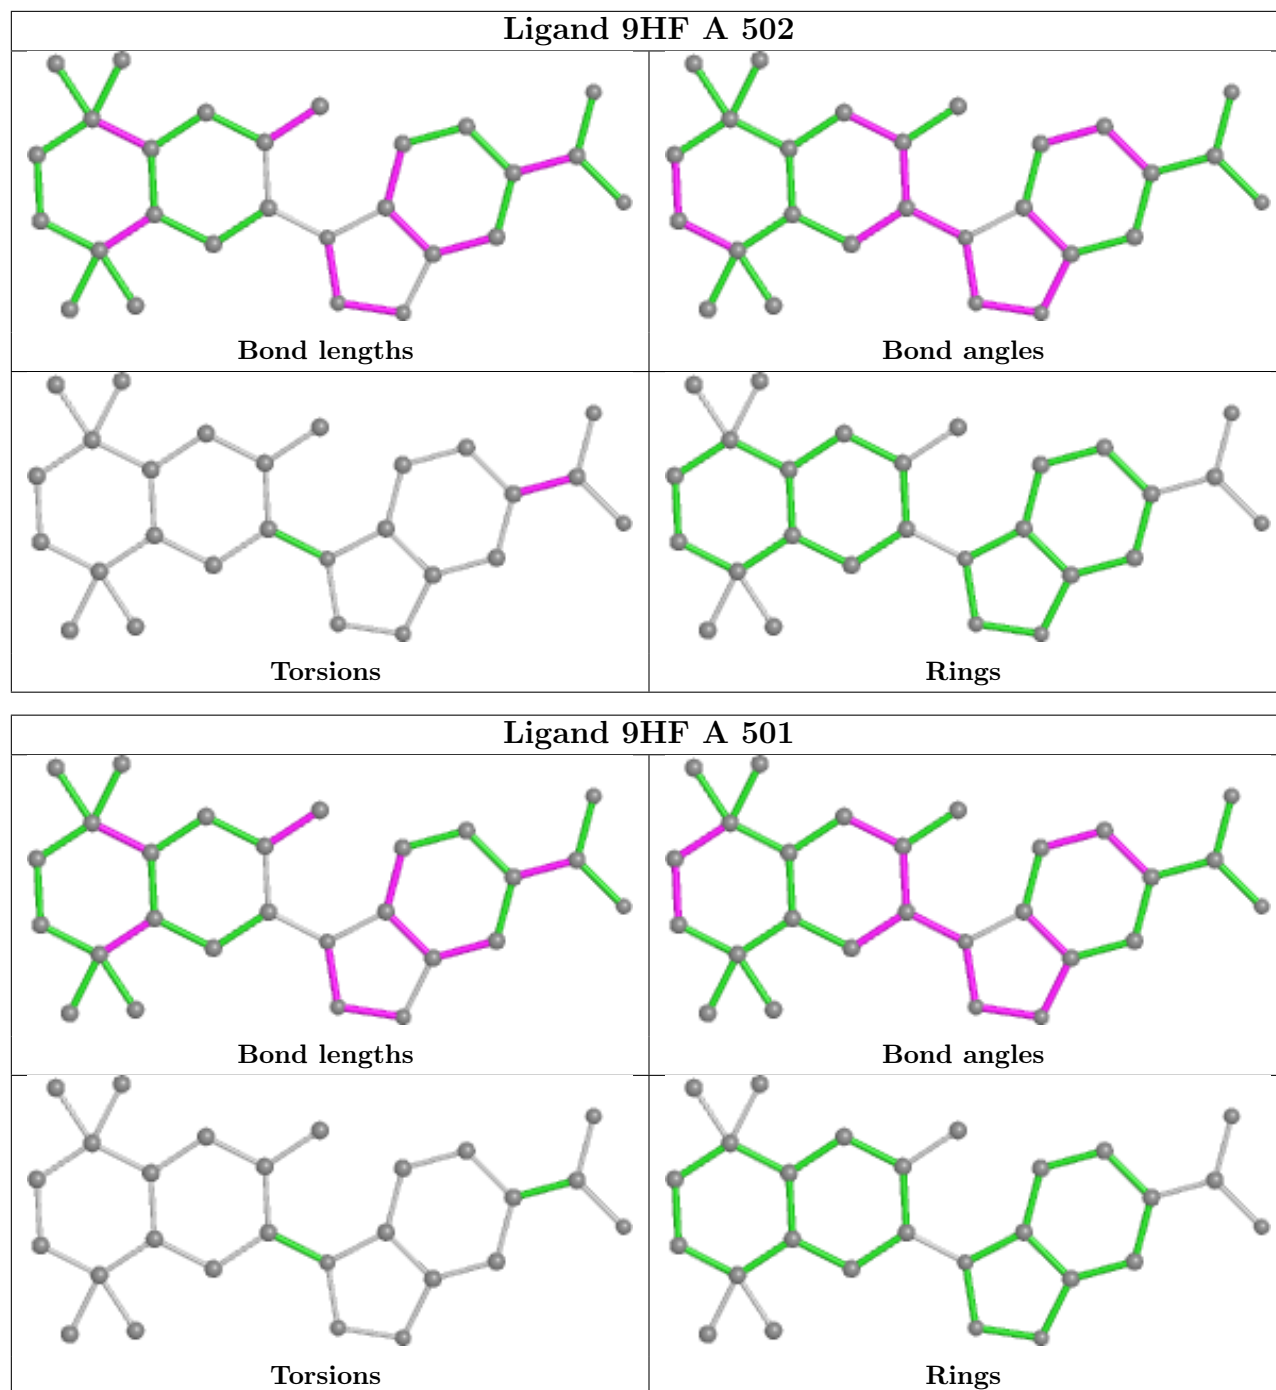 Ligand 9HF A 502
Bond lengths
Bond angles
Torsions
Rings
Ligand 9HF A 501
Bond lengths
Bond angles
Torsions
Rings